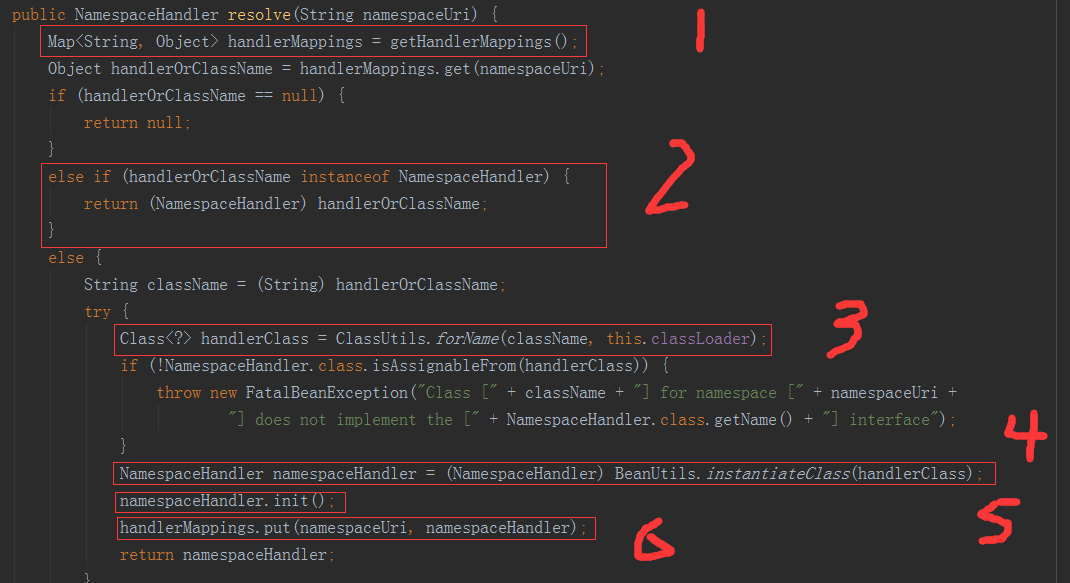 public NamespaceHandler resolve(String namespaceUri) {
1
Map<String, Object> handlerMappings = getHandlerMappings();
Object handlerOrClassName = handlerMappings.get(namespaceUri);
if (handlerOrClassName == null) {
return null;
}
2
else if (handlerOrClassName instanceof NamespaceHandler) {
return (NamespaceHandler) handlerOrClassName;
}
else {
String className = (String) handlerOrClassName;
try {
3
Class<?> handlerClass = ClassUtils.forName(className, this.classLoader);
if (!NamespaceHandler.class.isAssignableFrom(handlerClass)) {
throw new FatalBeanException("Class [" + className + "] for namespace [" + namespaceUri +
"] does not implement the [" + NamespaceHandler.class.getName() + "] interface");
}
4
NamespaceHandler namespaceHandler = (NamespaceHandler) BeanUtils.instantiateClass(handlerClass);
namespaceHandler.init();
5
handlerMappings.put(namespaceUri, namespaceHandler);
6
return namespaceHandler;
}